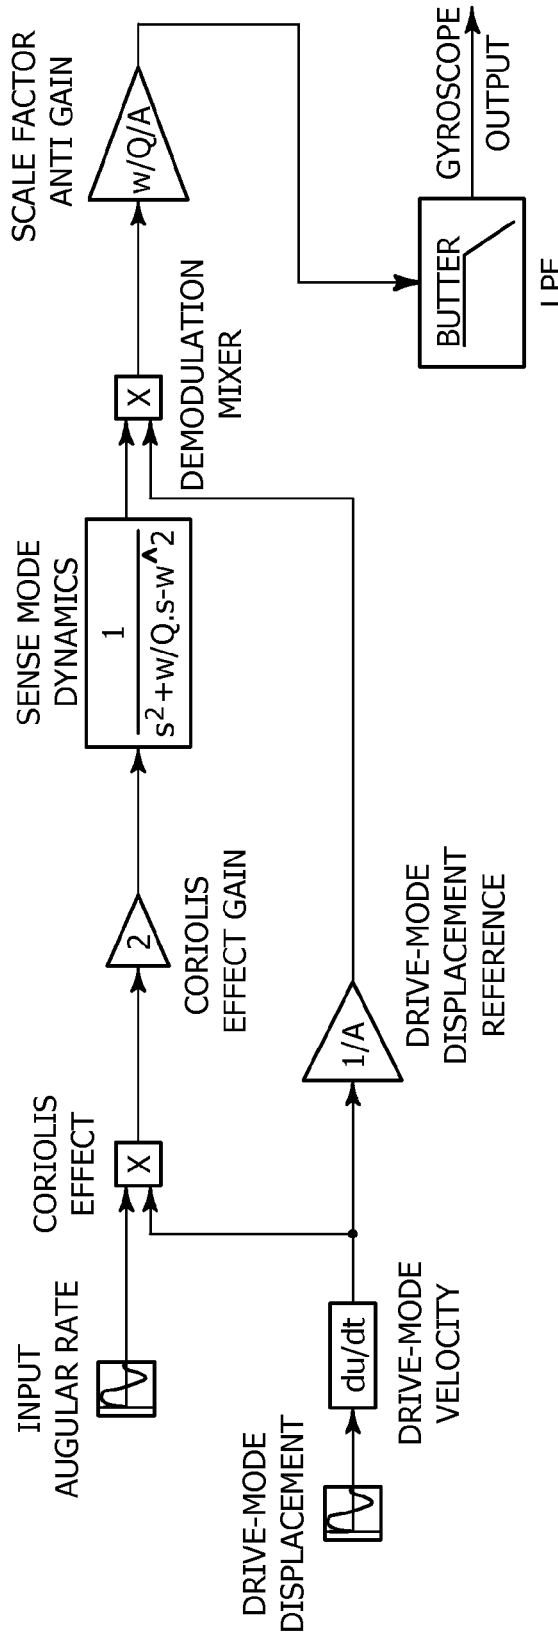 INPUT
AUGULAR RATE
CORIOLIS
EFFECT
X
2
CORIOLIS
EFFECT GAIN
SENSE MODE
DYNAMICS
1
s²+w/Q.s-w^2
X
DEMODULATION
MIXER
SCALE FACTOR
ANTI GAIN
w/Q/A
DRIVE-MODE
DISPLACEMENT
du/dt
DRIVE-MODE
VELOCITY
1/A
DRIVE-MODE
DISPLACEMENT
REFERENCE
BUTTER
LPF
GYROSCOPE
OUTPUT